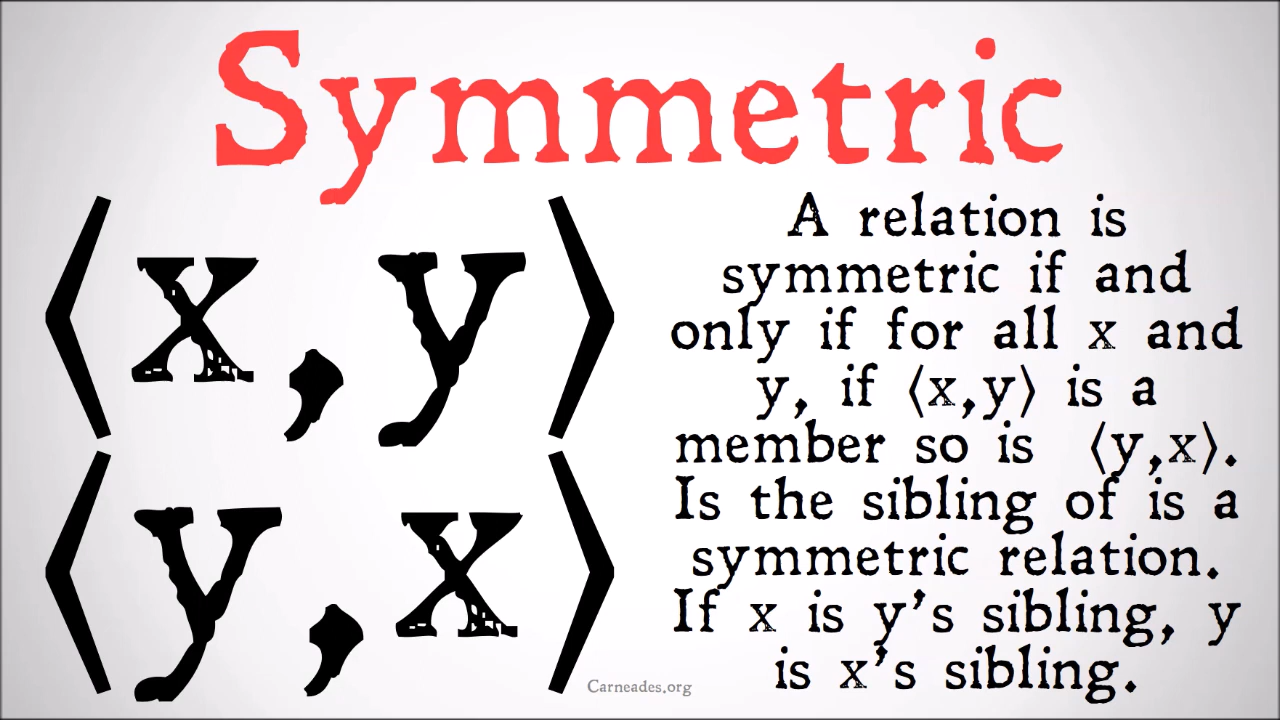 Symmetric
⟨x,y⟩
⟨y,x⟩
A relation is
symmetric if and
only if for all x and
y, if ⟨x,y⟩ is a
member so is ⟨y,x⟩.
Is the sibling of is a
symmetric relation.
If x is y's sibling, y
is x's sibling.
Carneades.org